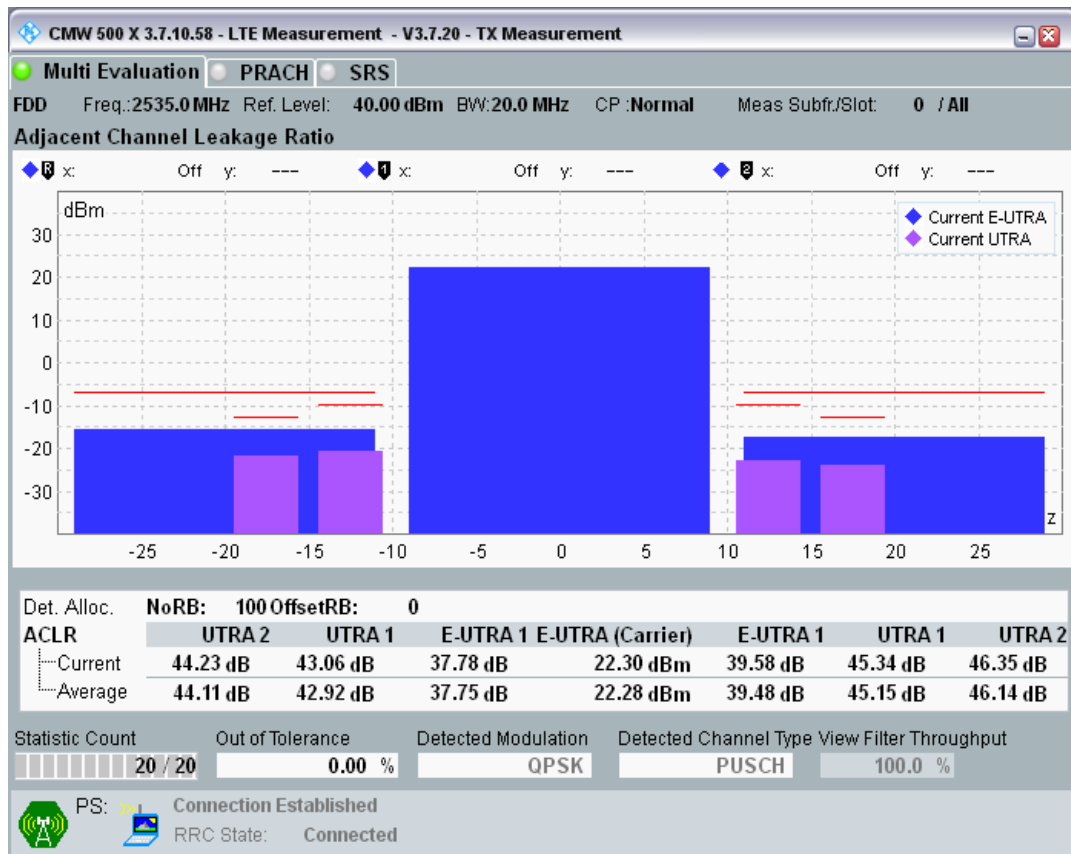 CMW 500 X 3.7.10.58 - LTE Measurement - V3.7.20 - TX Measurement
Multi Evaluation PRACH SRS
FDD Freq.:2535.0 MHz Ref. Level: 40.00 dBm BW:20.0 MHz CP :Normal Meas Subfr./Slot: 0 / All
Adjacent Channel Leakage Ratio
R x: Off y: --- 1 x: Off y: --- 2 x: Off y: ---
dBm
Current E-UTRA
Current UTRA
30
20
10
0
-10
-20
-30
z
-25 -20 -15 -10 -5 0 5 10 15 20 25
Det. Alloc. NoRB: 100 OffsetRB: 0
ACLR UTRA 2 UTRA 1 E-UTRA 1 E-UTRA (Carrier) E-UTRA 1 UTRA 1 UTRA 2
Current 44.23 dB 43.06 dB 37.78 dB 22.30 dBm 39.58 dB 45.34 dB 46.35 dB
Average 44.11 dB 42.92 dB 37.75 dB 22.28 dBm 39.48 dB 45.15 dB 46.14 dB
Statistic Count Out of Tolerance Detected Modulation Detected Channel Type View Filter Throughput
20 / 20 0.00 % QPSK PUSCH 100.0 %
PS: Connection Established
RRC State: Connected